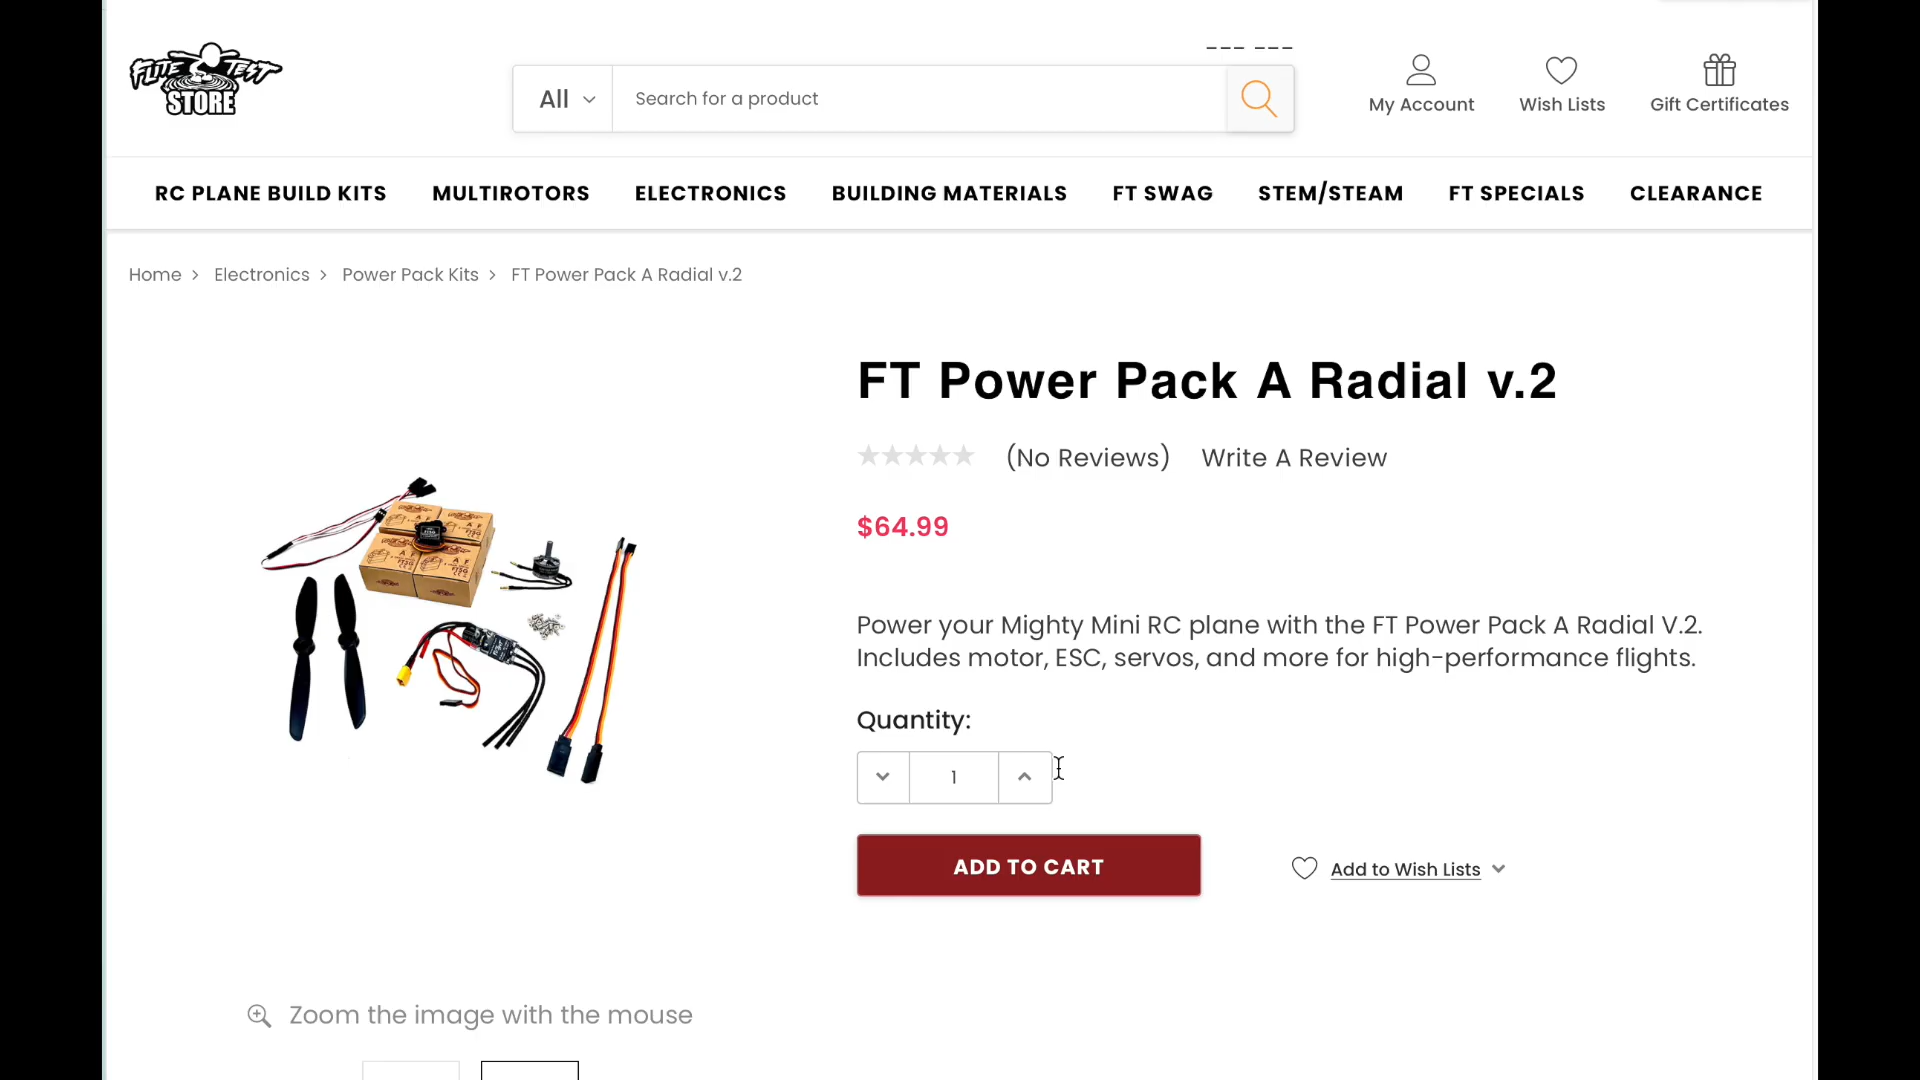 FLITE TEST
STORE
All
Search for a product
My Account
Wish Lists
Gift Certificates
RC PLANE BUILD KITS
MULTIROTORS
ELECTRONICS
BUILDING MATERIALS
FT SWAG
STEM/STEAM
FT SPECIALS
CLEARANCE
Home > Electronics > Power Pack Kits > FT Power Pack A Radial v.2
FT Power Pack A Radial v.2
(No Reviews) Write A Review
$64.99
Power your Mighty Mini RC plane with the FT Power Pack A Radial V.2.
Includes motor, ESC, servos, and more for high-performance flights.
Quantity:
1
ADD TO CART
Add to Wish Lists
Zoom the image with the mouse